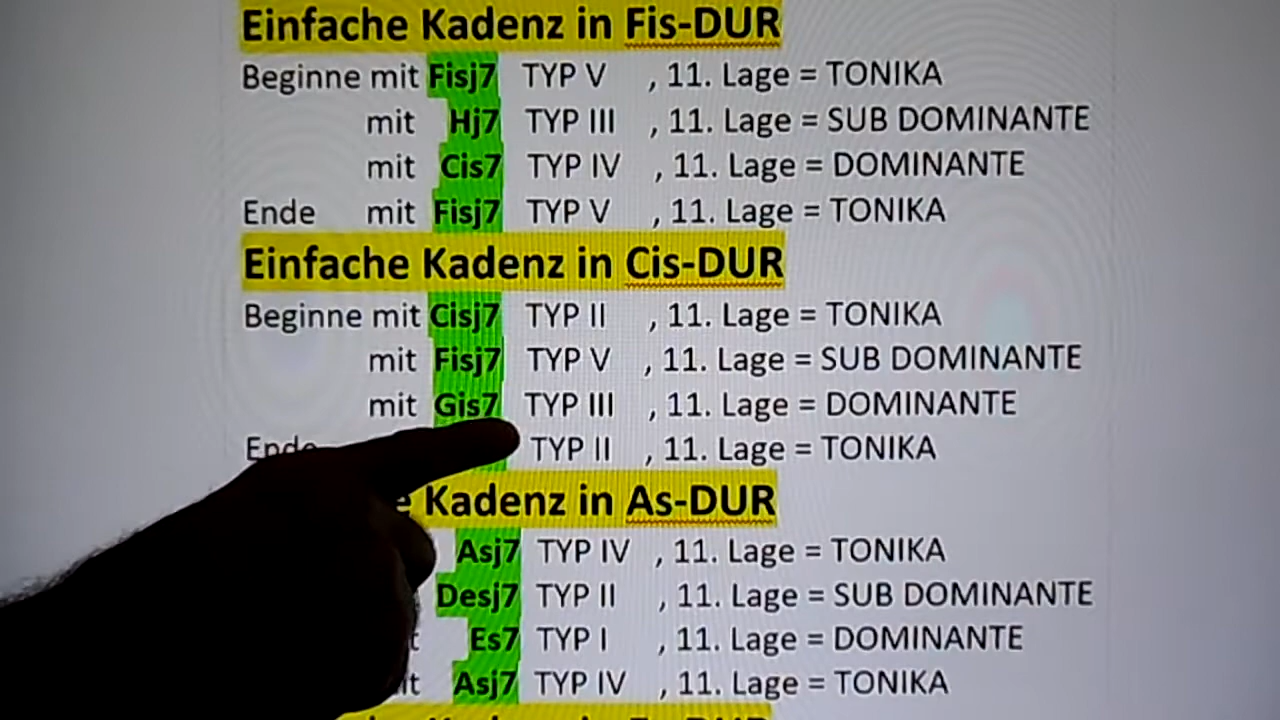 Einfache Kadenz in Fis-DUR
Beginne mit Fisj7 TYP V , 11. Lage = TONIKA
mit Hj7 TYP III , 11. Lage = SUB DOMINANTE
mit Cis7 TYP IV , 11. Lage = DOMINANTE
Ende mit Fisj7 TYP V , 11. Lage = TONIKA
Einfache Kadenz in Cis-DUR
Beginne mit Cisj7 TYP II , 11. Lage = TONIKA
mit Fisj7 TYP V , 11. Lage = SUB DOMINANTE
mit Gis7 TYP III , 11. Lage = DOMINANTE
Ende TYP II , 11. Lage = TONIKA
Kadenz in As-DUR
Asj7 TYP IV , 11. Lage = TONIKA
Desj7 TYP II , 11. Lage = SUB DOMINANTE
Es7 TYP I , 11. Lage = DOMINANTE
Asj7 TYP IV , 11. Lage = TONIKA